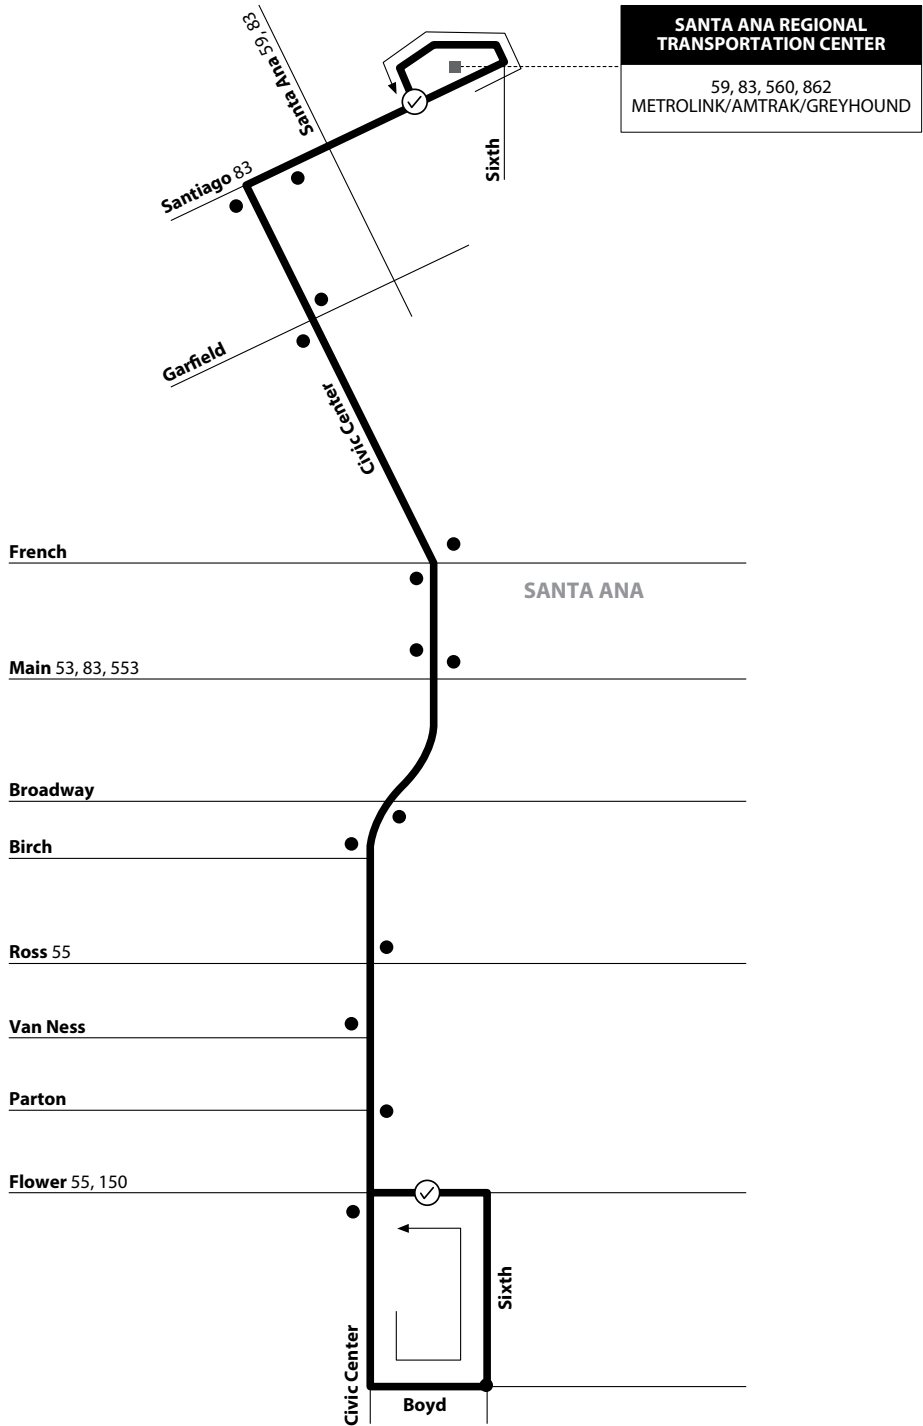 SANTA ANA REGIONAL
TRANSPORTATION CENTER
59, 83, 560, 862
METROLINK/AMTRAK/GREYHOUND
Santa Ana 59, 83
Sixth
Santiago 83
Garfield
Civic Center
French
SANTA ANA
Main 53, 83, 553
Broadway
Birch
Ross 55
Van Ness
Parton
Flower 55, 150
Sixth
Civic Center
Boyd